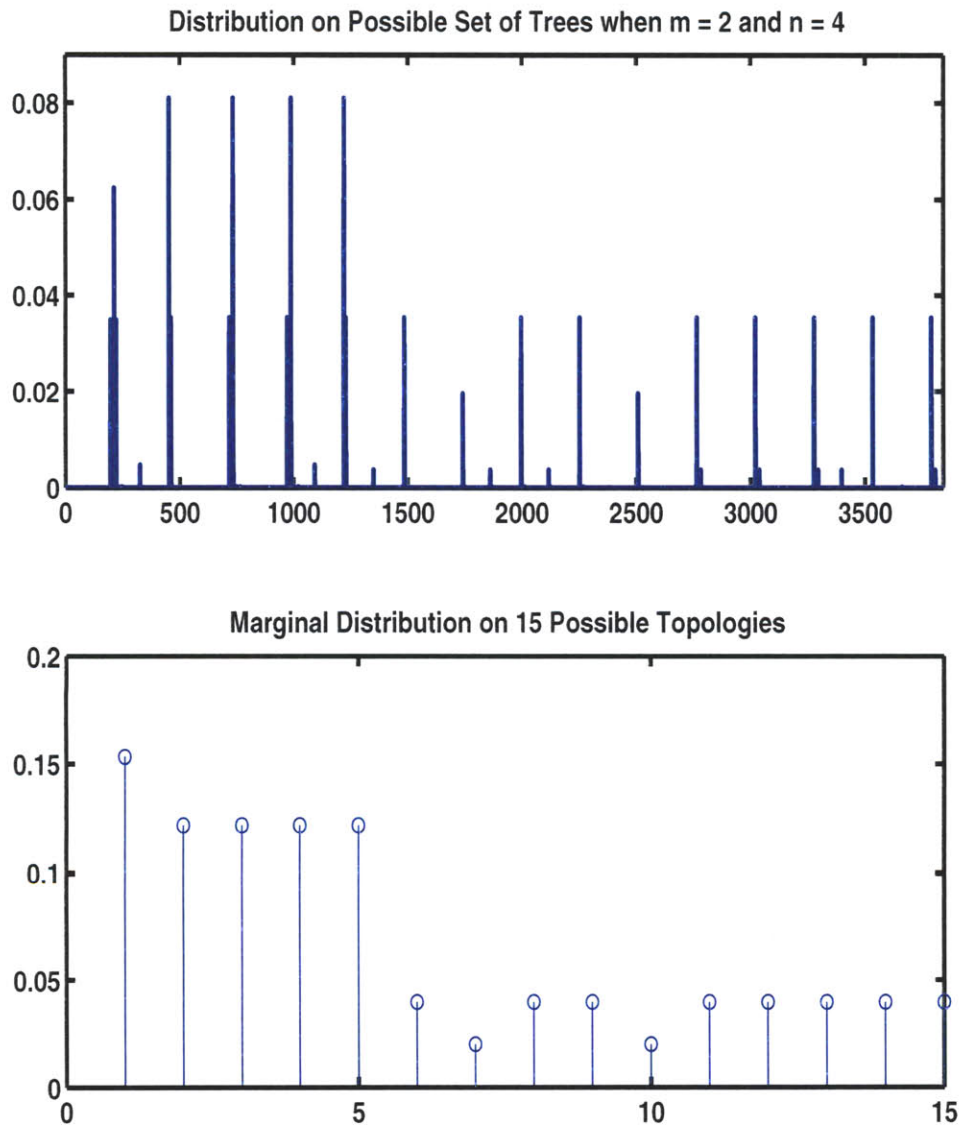 Distribution on Possible Set of Trees when m = 2 and n = 4
0.08
0.06
0.04
0.02
0
0 500 1000 1500 2000 2500 3000 3500
Marginal Distribution on 15 Possible Topologies
0.2
0.15
0.1
0.05
0
0 5 10 15